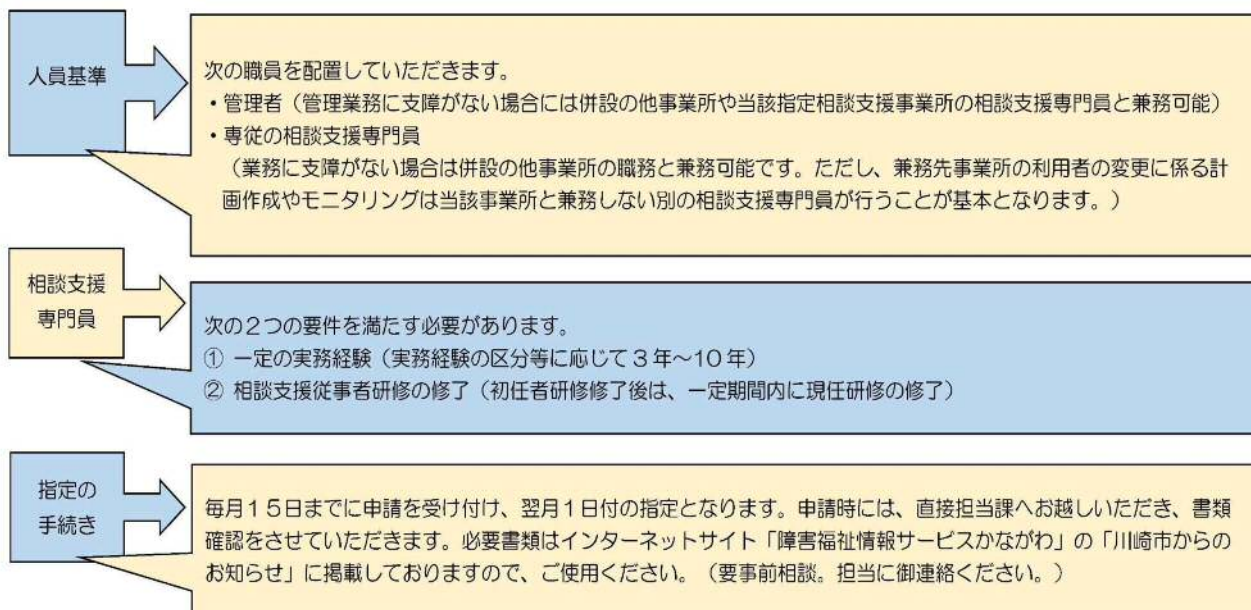 人員基準
次の職員を配置していただきます。
・管理者（管理業務に支障がない場合には併設の他事業所や当該指定相談支援事業所の相談支援専門員と兼務可能）
・専従の相談支援専門員
（業務に支障がない場合は併設の他事業所の職務と兼務可能です。ただし、兼務先事業所の利用者の変更に係る計
画作成やモニタリングは当該事業所と兼務しない別の相談支援専門員が行うことが基本となります。）
相談支援
専門員
次の２つの要件を満たす必要があります。
① 一定の実務経験（実務経験の区分等に応じて３年～10年）
② 相談支援従事者研修の修了（初任者研修修了後は、一定期間内に現任研修の修了）
指定の
手続き
毎月１５日までに申請を受け付け、翌月１日付の指定となります。申請時には、直接担当課へお越しいただき、書類
確認をさせていただきます。必要書類はインターネットサイト「障害福祉情報サービスかながわ」の「川崎市からの
お知らせ」に掲載しておりますので、ご使用ください。（要事前相談。担当に御連絡ください。）